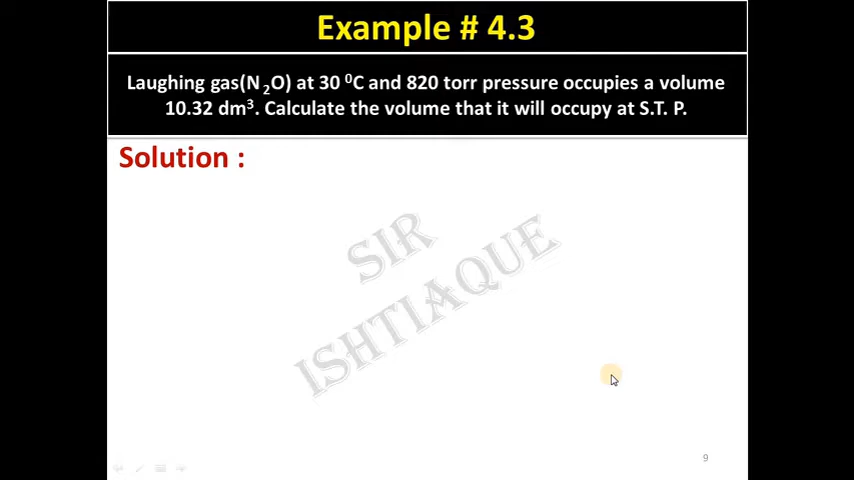 Example # 4.3
Laughing gas(N₂O) at 30 ⁰C and 820 torr pressure occupies a volume
10.32 dm³. Calculate the volume that it will occupy at S.T. P.
Solution :
SIR
ISHTIAQUE
9